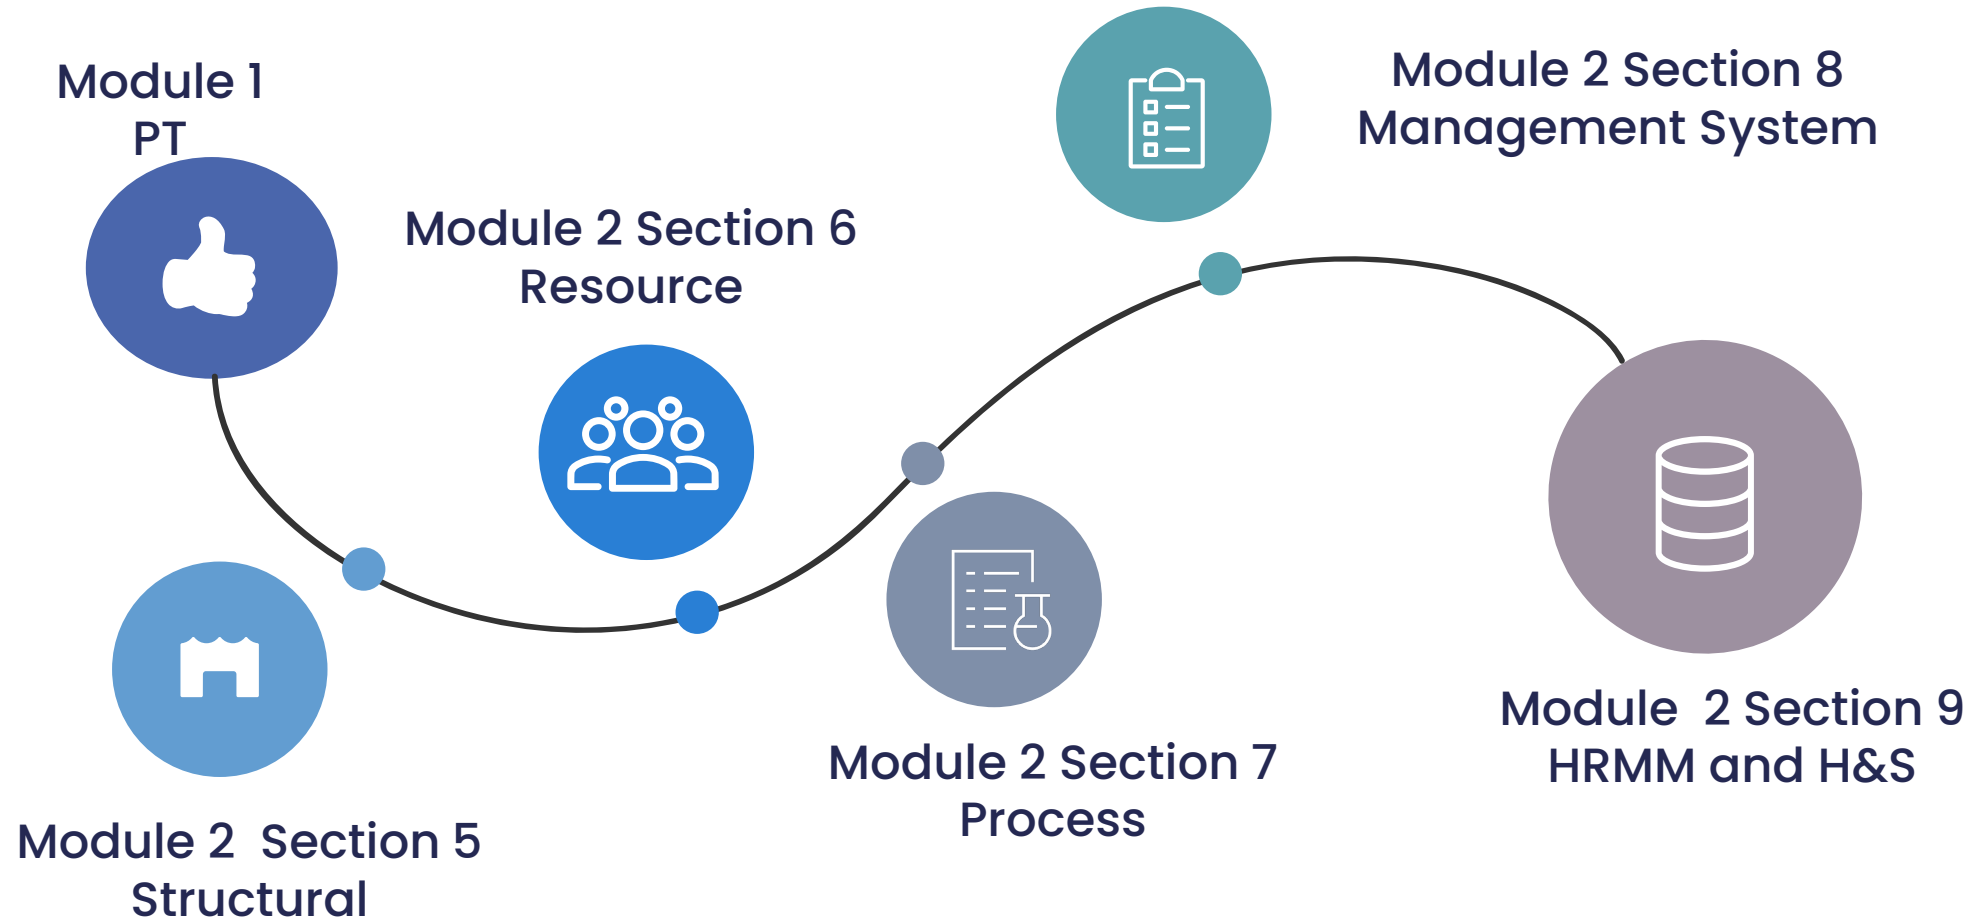 Module 1
PT
Module 2 Section 5
Structural
Module 2 Section 6
Resource
Module 2 Section 7
Process
Module 2 Section 8
Management System
Module 2 Section 9
HRMM and H&S